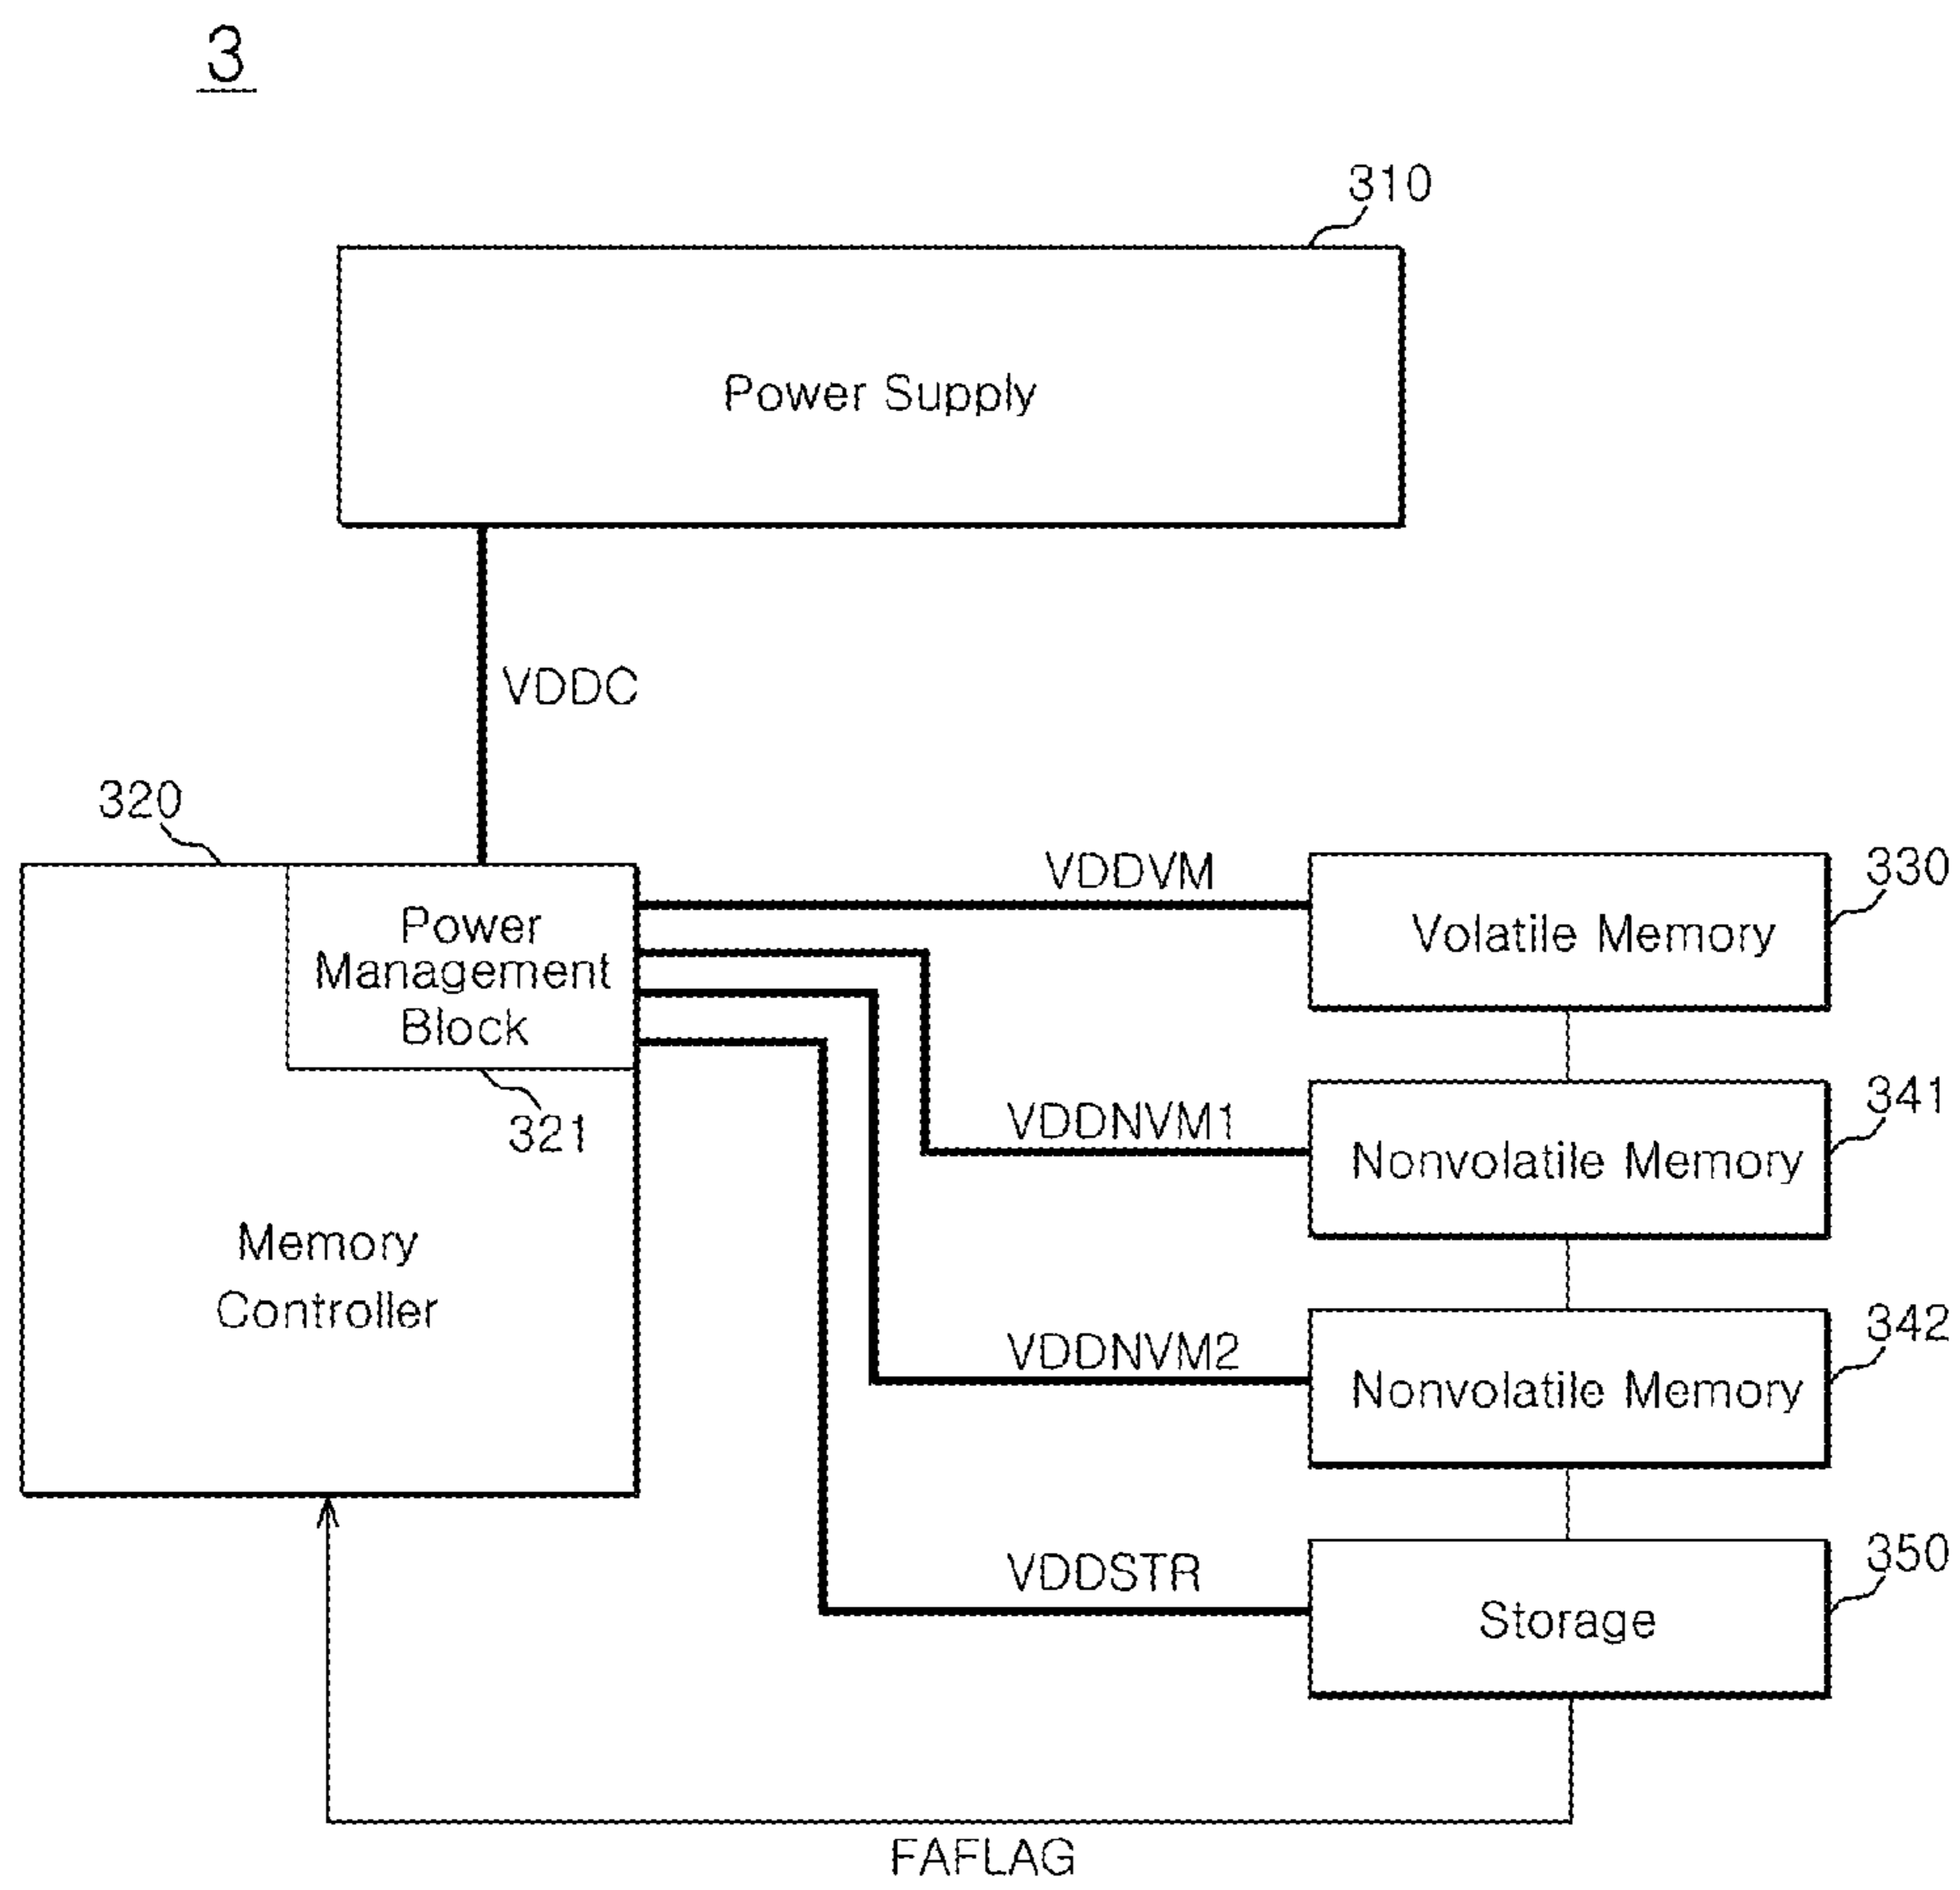 3
310
Power Supply
VDDC
320
VDDVM
330
Power
Management
Block
Volatile Memory
321
VDDNVM1
341
Nonvolatile Memory
Memory
Controller
VDDNVM2
342
Nonvolatile Memory
VDDSTR
350
Storage
FAFLAG